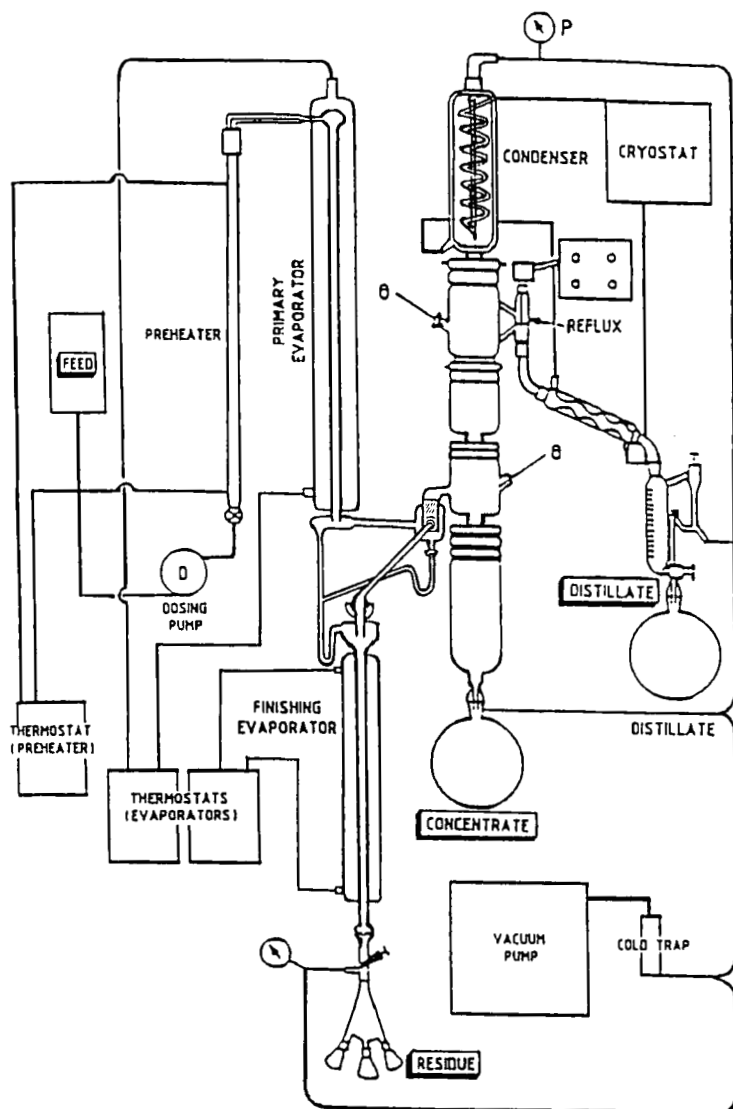 P
CONDENSER
CRYOSTAT
θ
REFLUX
PREHEATER
PRIMARY
EVAPORATOR
FEED
θ
D
DOSING
PUMP
DISTILLATE
FINISHING
EVAPORATOR
THERMOSTAT
(PREHEATER)
DISTILLATE
THERMOSTATS
(EVAPORATORS)
CONCENTRATE
VACUUM
PUMP
COLD TRAP
RESIDUE